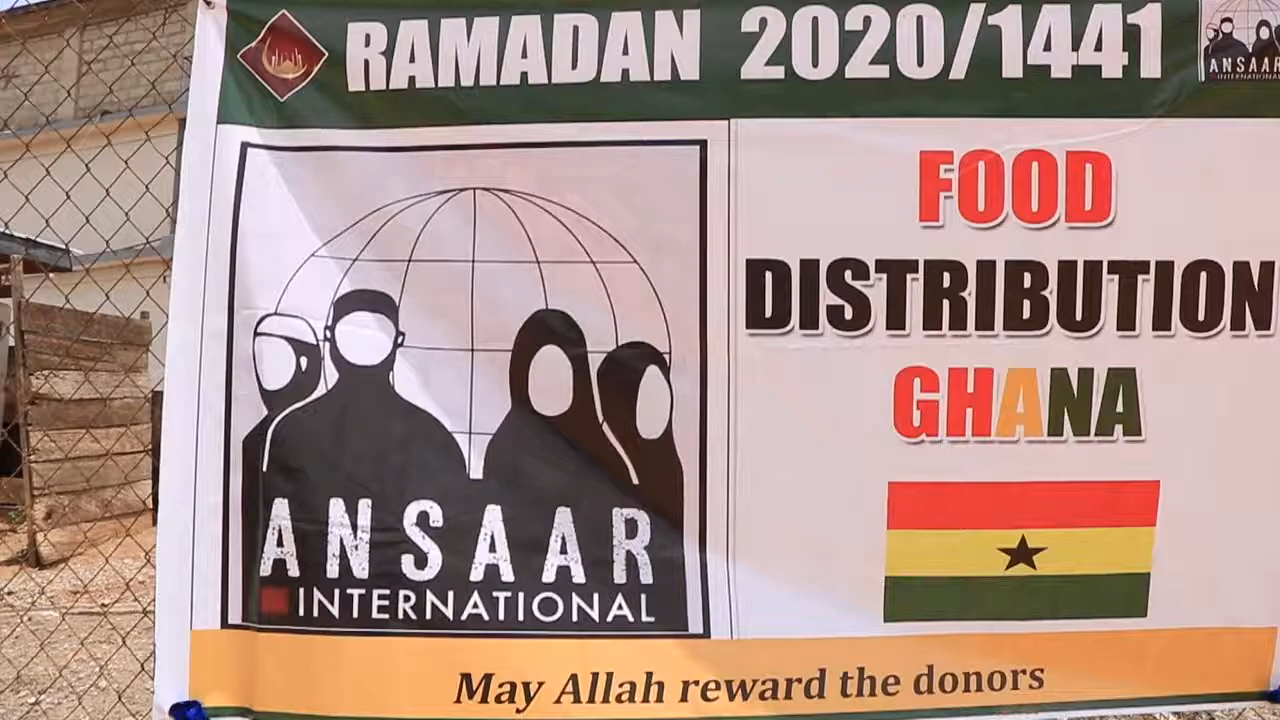 RAMADAN 2020/1441
ANSAAR
INTERNATIONAL
FOOD
DISTRIBUTION
GHANA
ANSAAR
INTERNATIONAL
May Allah reward the donors